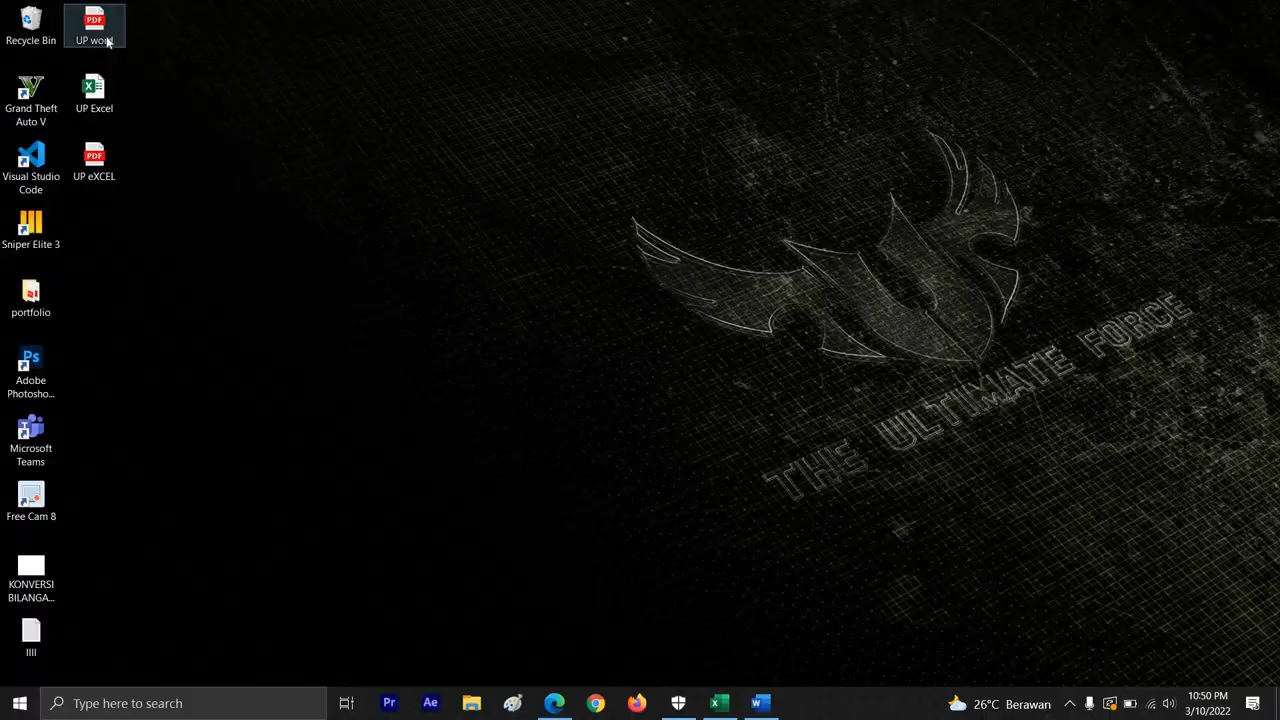 Recycle Bin
PDF
UP word
Grand Theft
Auto V
UP Excel
Visual Studio
Code
PDF
UP eXCEL
Sniper Elite 3
portfolio
Ps
Adobe
Photosho...
Microsoft
Teams
Free Cam 8
KONVERSI
BILANGA...
THE ULTIMATE FORCE
Type here to search
Pr
Ae
26°C Berawan
10:50 PM
3/10/2022